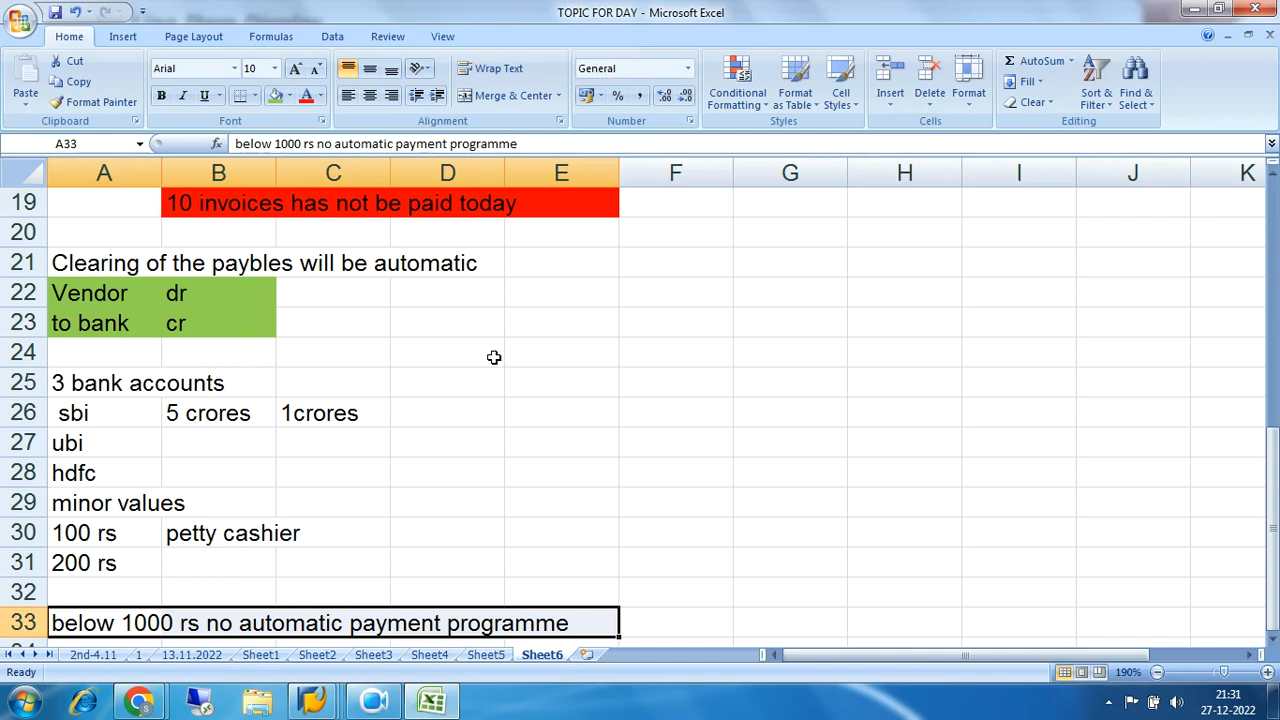 TOPIC FOR DAY - Microsoft Excel
Home Insert Page Layout Formulas Data Review View
Paste
Cut
Copy
Format Painter
Clipboard
Arial 10
B I U
Font
Wrap Text
Merge & Center
Alignment
General
%
Number
Conditional Formatting
Format as Table
Cell Styles
Styles
Insert Delete Format
Cells
AutoSum
Fill
Clear
Sort & Filter
Find & Select
Editing
A33 fx below 1000 rs no automatic payment programme
A B C D E F G H I J K
19 10 invoices has not be paid today
20
21 Clearing of the paybles will be automatic
22 Vendor dr
23 to bank cr
24
25 3 bank accounts
26 sbi 5 crores 1crores
27 ubi
28 hdfc
29 minor values
30 100 rs petty cashier
31 200 rs
32
33 below 1000 rs no automatic payment programme
2nd-4.11 1 13.11.2022 Sheet1 Sheet2 Sheet3 Sheet4 Sheet5 Sheet6
Ready 190%
21:31
27-12-2022